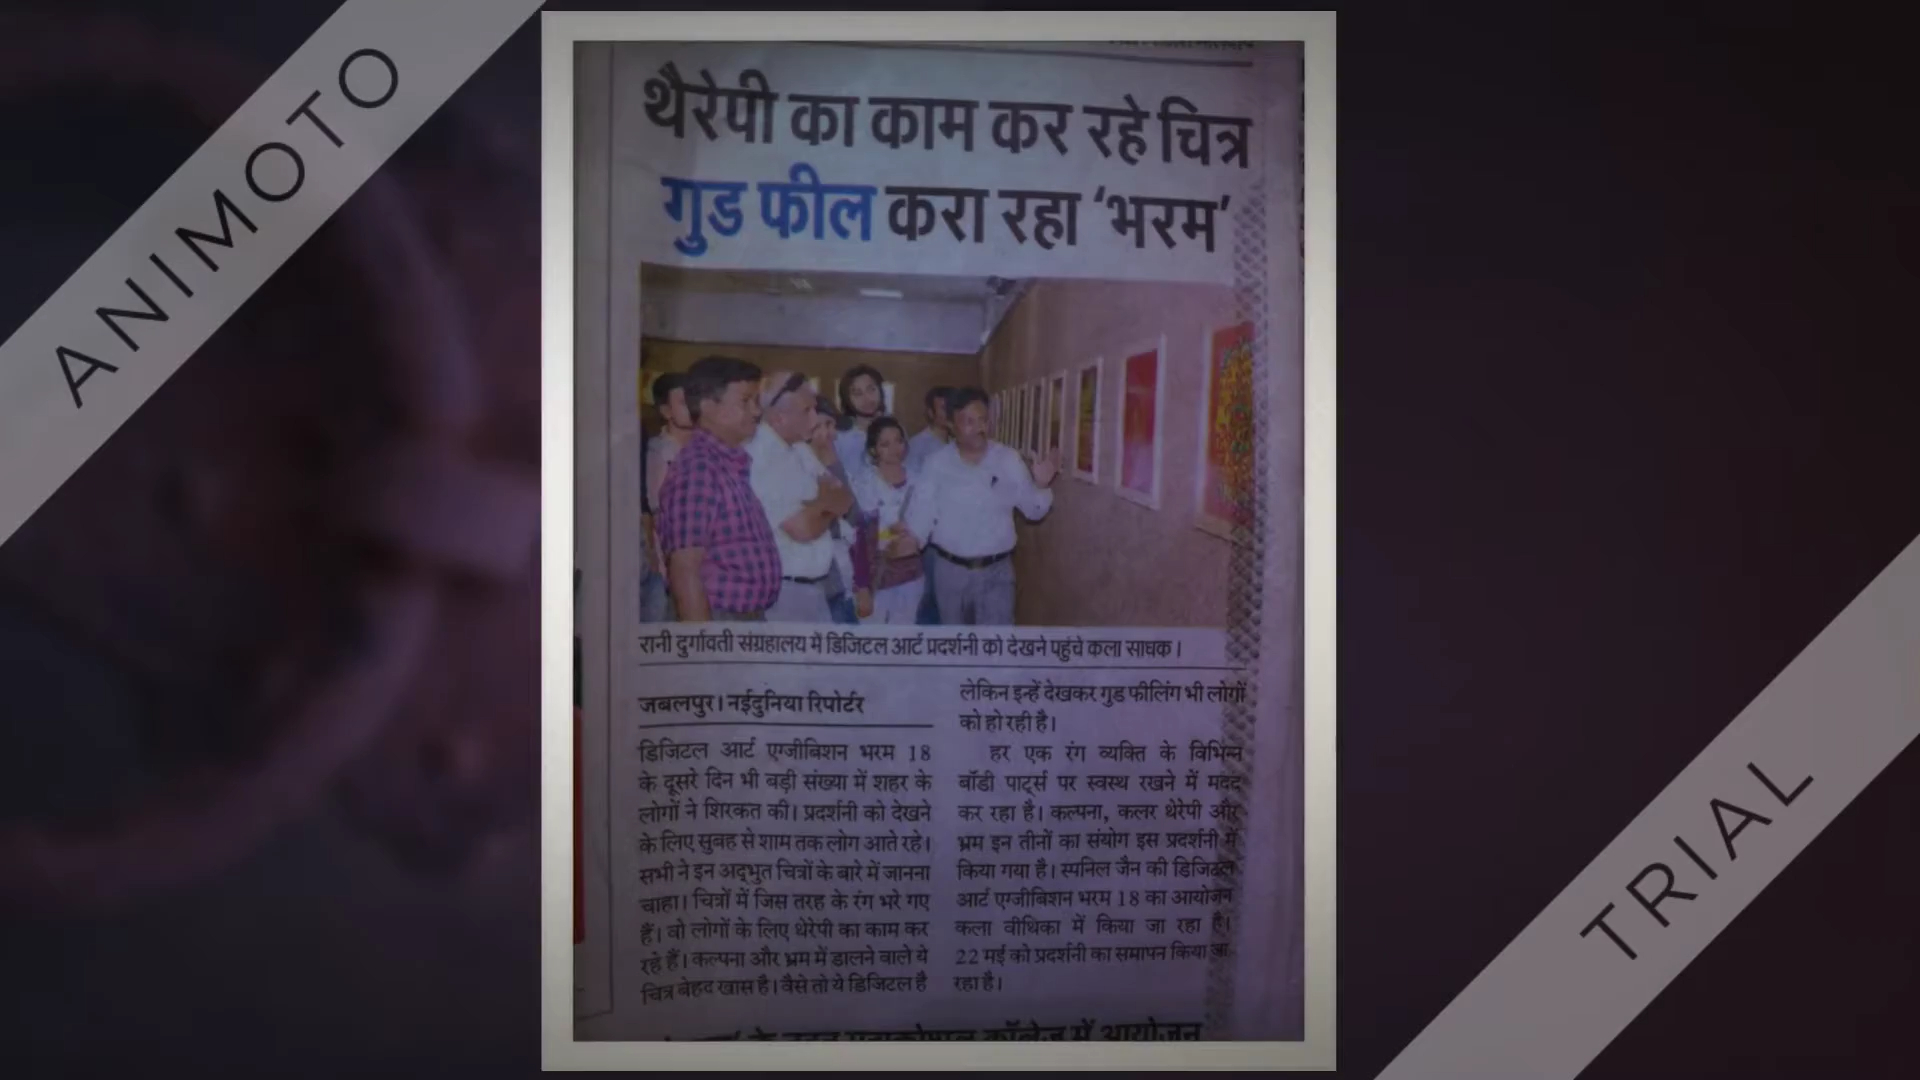 ANIMOTO
थैरेपी का काम कर रहे चित्र
गुड फील करा रहा ‘भरम’
रानी दुर्गावती संग्रहालय में डिजिटल आर्ट प्रदर्शनी को देखने पहुंचे कला साधक।
जबलपुर। नईदुनिया रिपोर्टर
डिजिटल आर्ट एग्जीबिशन भरम 18
के दूसरे दिन भी बड़ी संख्या में शहर के
लोगों ने शिरकत की। प्रदर्शनी को देखने
के लिए सुबह से शाम तक लोग आते रहे।
सभी ने इन अद्भुत चित्रों के बारे में जानना
चाहा। चित्रों में जिस तरह के रंग भरे गए
हैं। वो लोगों के लिए थेरेपी का काम कर
रहे हैं। कल्पना और भ्रम में डालने वाले ये
चित्र बेहद खास है। वैसे तो ये डिजिटल है
लेकिन इन्हें देखकर गुड फीलिंग भी लोगों
को हो रही है।
हर एक रंग व्यक्ति के विभिन्न
बॉडी पार्ट्स पर स्वस्थ रखने में मदद
कर रहा है। कल्पना, कलर थेरेपी और
भ्रम इन तीनों का संयोग इस प्रदर्शनी में
किया गया है। स्पनिल जैन की डिजिटल
आर्ट एग्जीबिशन भरम 18 का आयोजन
कला वीथिका में किया जा रहा है।
22 मई को प्रदर्शनी का समापन किया जा
रहा है।
कॉलेज में आयोजन
TRIAL